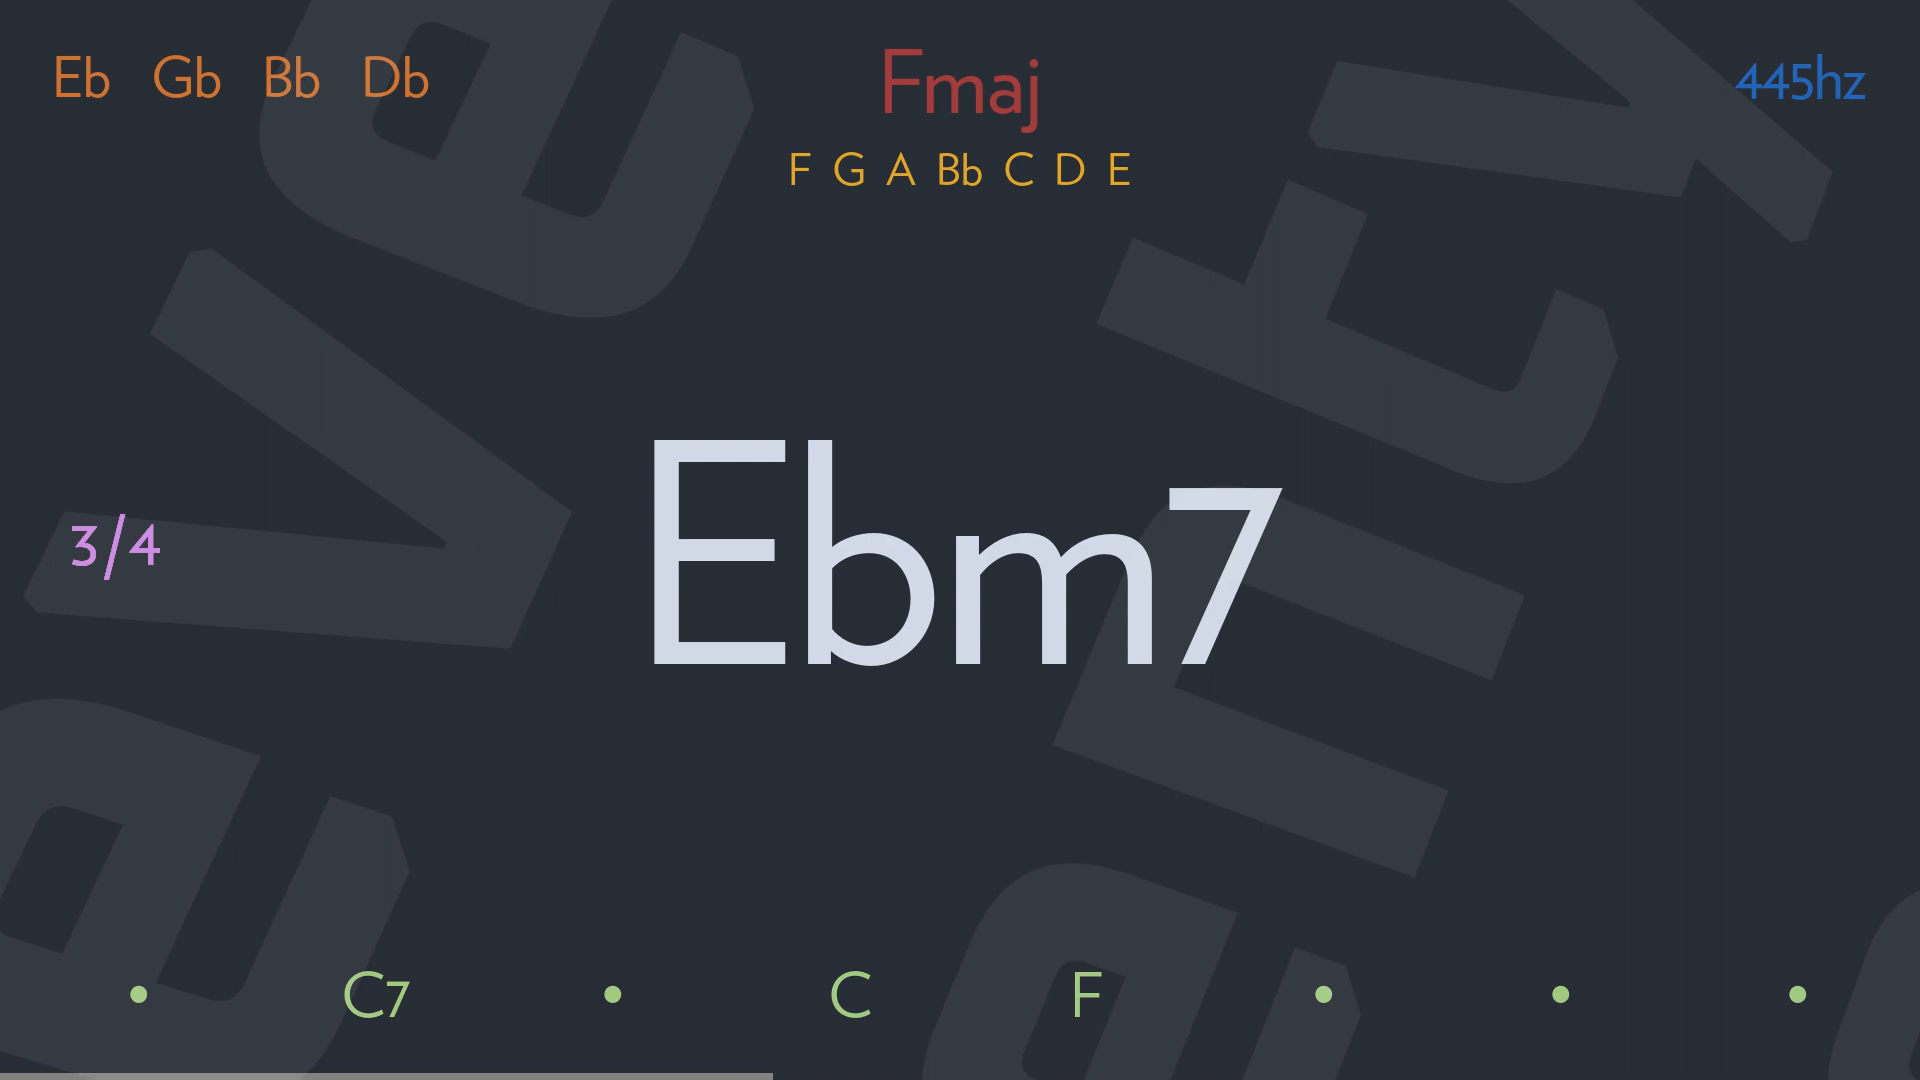 Eb Gb Bb Db
Fmaj
445hz
F G A Bb C D E
Ebm7
3/4
• C7 • C F • • •